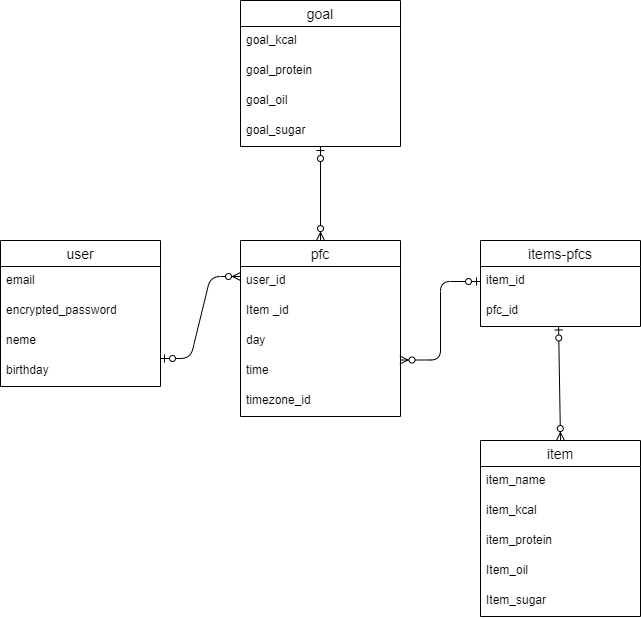 goal
goal_kcal
goal_protein
goal_oil
goal_sugar
user
email
encrypted_password
neme
birthday
pfc
user_id
Item _id
day
time
timezone_id
items-pfcs
item_id
pfc_id
item
item_name
item_kcal
item_protein
Item_oil
Item_sugar